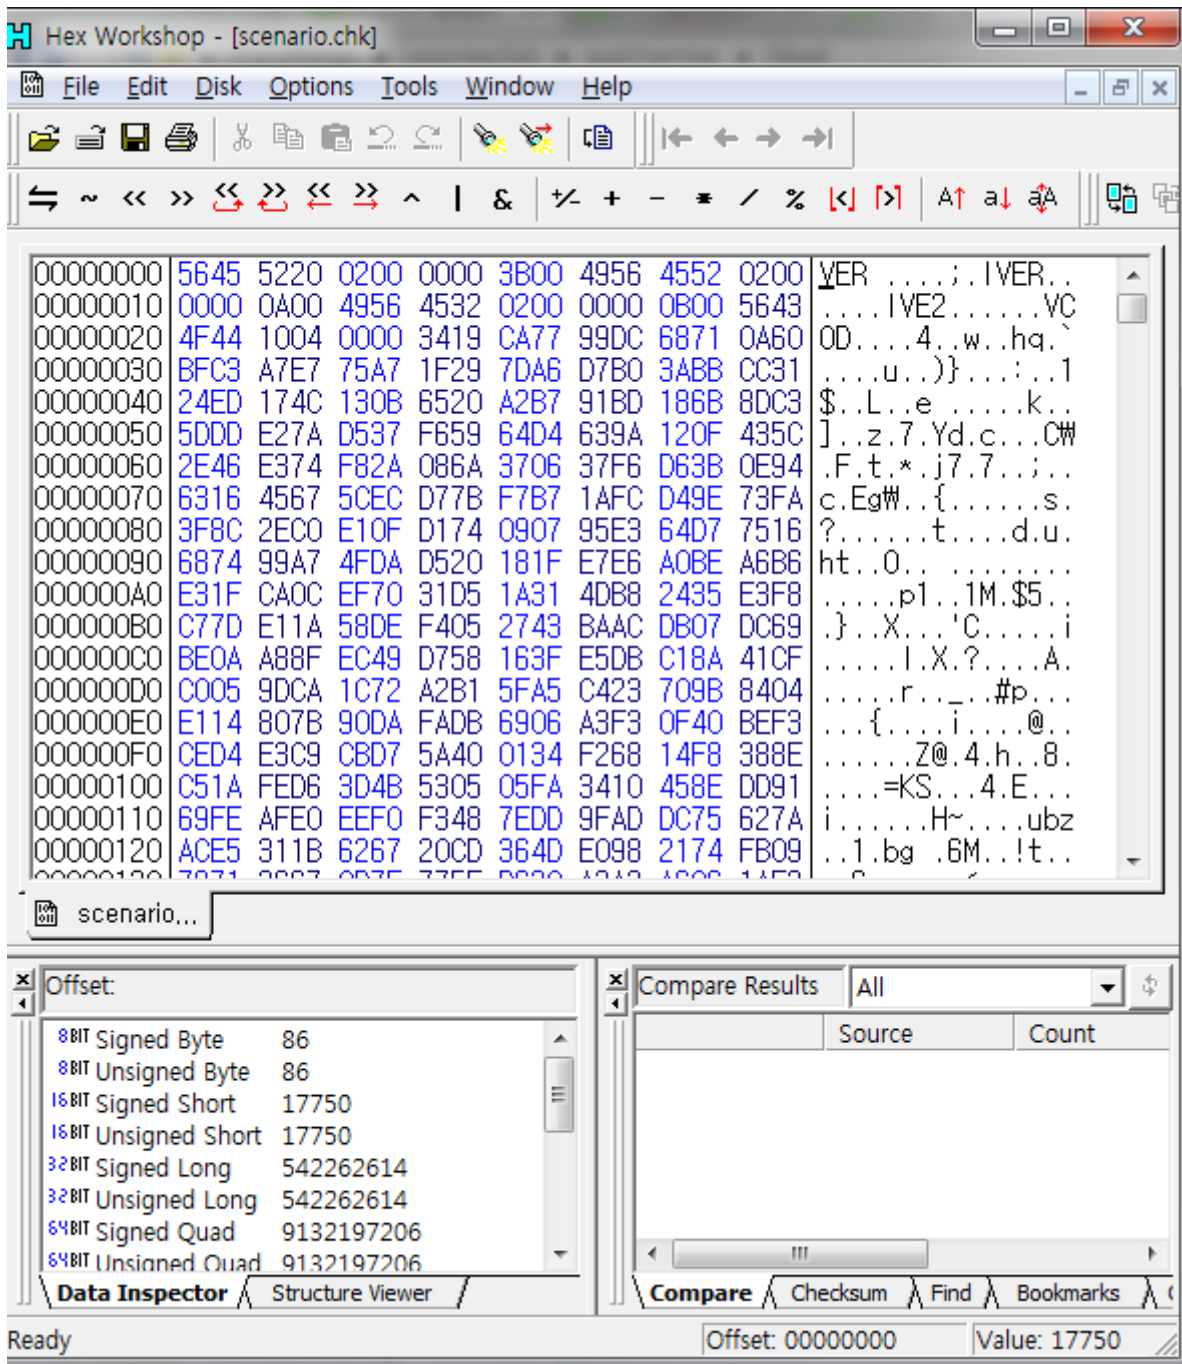 Hex Workshop - [scenario.chk]
File Edit Disk Options Tools Window Help
~ << >> ^ | & +/- + - * / % A↑ a↓ aA
00000000 5645 5220 0200 0000 3B00 4956 4552 0200 VER ....;.IVER..
00000010 0000 0A00 4956 4532 0200 0000 0B00 5643 ....IVE2......VC
00000020 4F44 1004 0000 3419 CA77 99DC 6871 0A60 OD....4..w..hq.`
00000030 BFC3 A7E7 75A7 1F29 7DA6 D7B0 3ABB CC31 ....u..)}...:..1
00000040 24ED 174C 130B 6520 A2B7 91BD 186B 8DC3 $..L..e .....k..
00000050 5DDD E27A D537 F659 64D4 639A 120F 435C ]..z.7.Yd.c...C₩
00000060 2E46 E374 F82A 086A 3706 37F6 D63B 0E94 .F.t.*.j7.7..;..
00000070 6316 4567 5CEC D77B F7B7 1AFC D49E 73FA c.Eg₩..{......s.
00000080 3F8C 2EC0 E10F D174 0907 95E3 64D7 7516 ?......t....d.u.
00000090 6874 99A7 4FDA D520 181F E7E6 A0BE A6B6 ht..O.. ........
000000A0 E31F CA0C EF70 31D5 1A31 4DB8 2435 E3F8 .....p1..1M.$5..
000000B0 C77D E11A 58DE F405 2743 BAAC DB07 DC69 .}..X...'C.....i
000000C0 BE0A A88F EC49 D758 163F E5DB C18A 41CF .....I.X.?....A.
000000D0 C005 9DCA 1C72 A2B1 5FA5 C423 709B 8404 .....r.._..#p...
000000E0 E114 807B 90DA FADB 6906 A3F3 0F40 BEF3 ...{....i....@..
000000F0 CED4 E3C9 CBD7 5A40 0134 F268 14F8 388E ......Z@.4.h..8.
00000100 C51A FED6 3D4B 5305 05FA 3410 458E DD91 ....=KS...4.E...
00000110 69FE AFE0 EEF0 F348 7EDD 9FAD DC75 627A i......H~....ubz
00000120 ACE5 311B 6267 20CD 364D E098 2174 FB09 ..1.bg .6M..!t..
scenario...
Offset:
8BIT Signed Byte 86
8BIT Unsigned Byte 86
16BIT Signed Short 17750
16BIT Unsigned Short 17750
32BIT Signed Long 542262614
32BIT Unsigned Long 542262614
64BIT Signed Quad 9132197206
64BIT Unsigned Quad 9132197206
Data Inspector Structure Viewer
Compare Results All
Source Count
Compare Checksum Find Bookmarks
Ready Offset: 00000000 Value: 17750